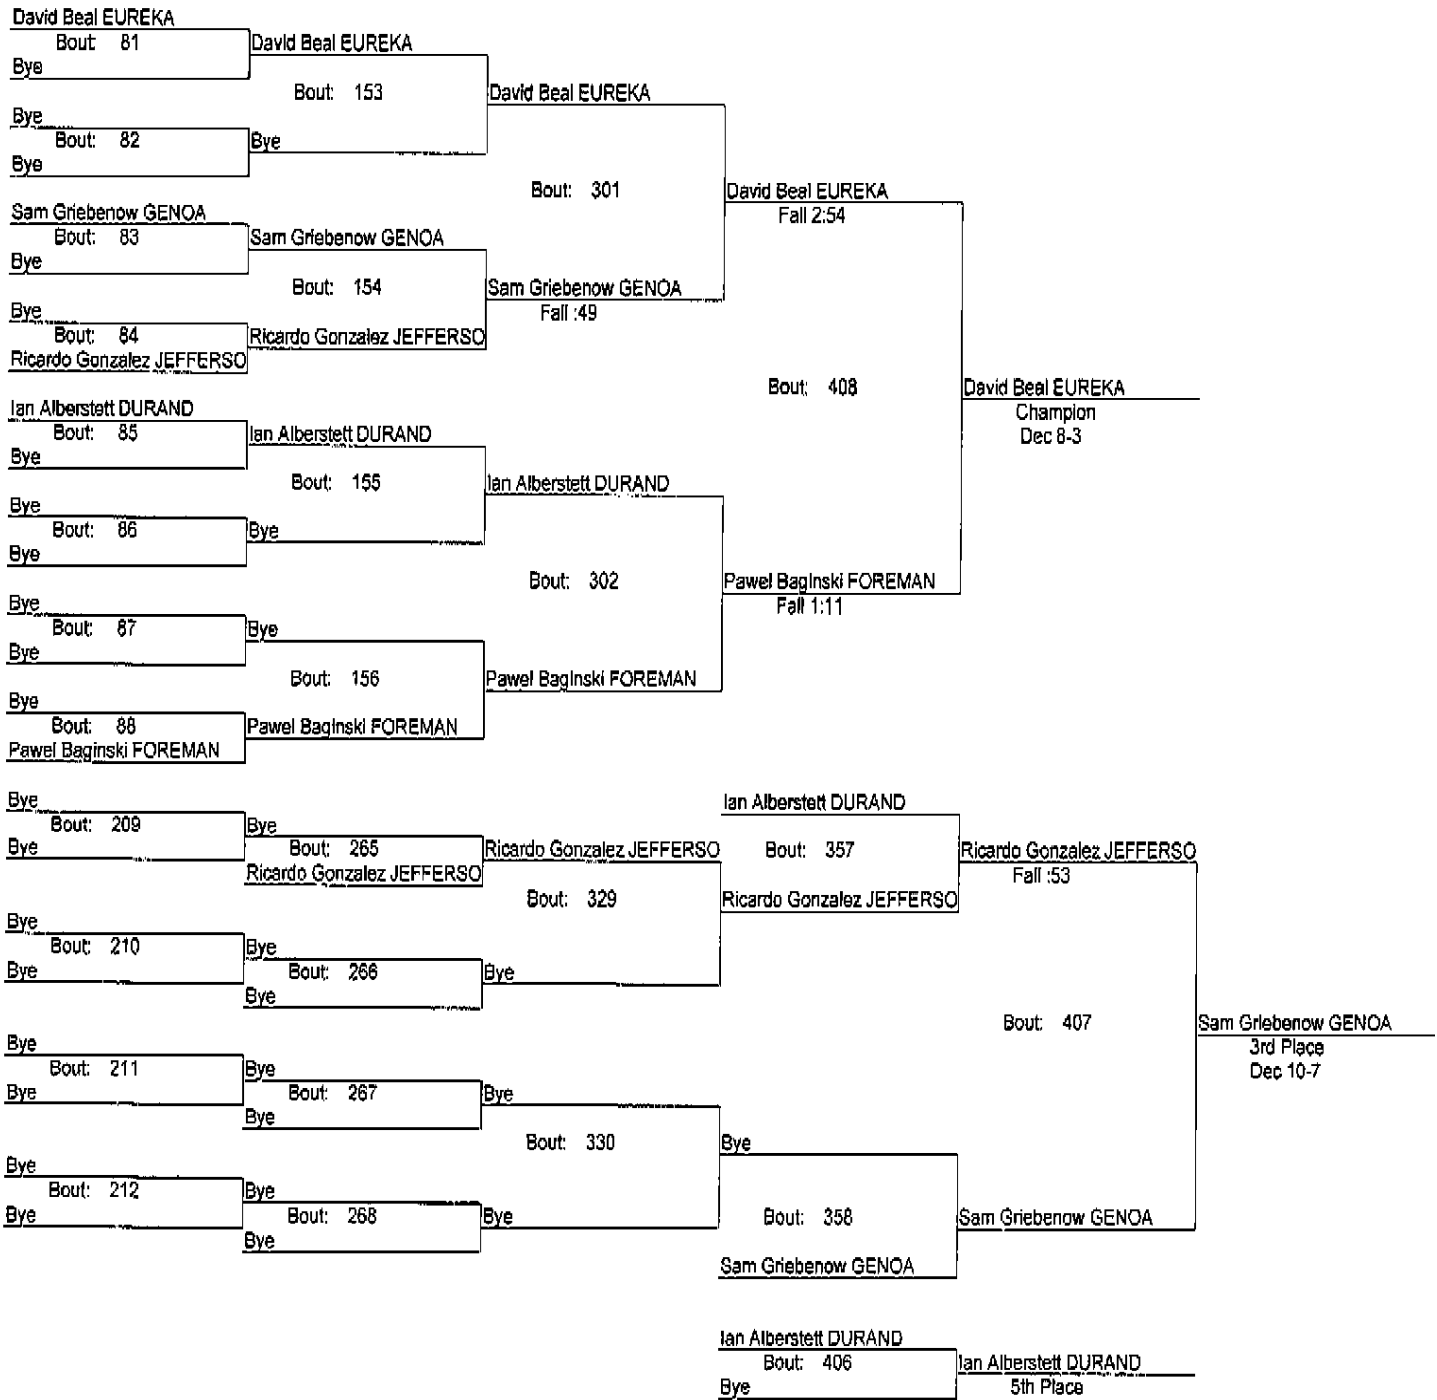 David Beal EUREKA
Bout: 81
Bye
David Beal EUREKA
Bout: 153
David Beal EUREKA
Bye
Bout: 82
Bye
Bye
Bout: 301
David Beal EUREKA
Fall 2:54
Sam Griebenow GENOA
Bout: 83
Bye
Sam Griebenow GENOA
Bout: 154
Sam Griebenow GENOA
Fall :49
Bye
Bout: 84
Ricardo Gonzalez JEFFERSO
Ricardo Gonzalez JEFFERSO
Bout: 408
David Beal EUREKA
Champion
Dec 8-3
Ian Alberstett DURAND
Bout: 85
Bye
Ian Alberstett DURAND
Bout: 155
Ian Alberstett DURAND
Bye
Bout: 86
Bye
Bye
Bout: 302
Pawel Baginski FOREMAN
Fall 1:11
Bye
Bout: 87
Bye
Bye
Bout: 156
Pawel Baginski FOREMAN
Bye
Bout: 88
Pawel Baginski FOREMAN
Pawel Baginski FOREMAN
Bye
Bout: 209
Bye
Bye
Bout: 265
Ricardo Gonzalez JEFFERSO
Ricardo Gonzalez JEFFERSO
Bout: 329
Ian Alberstett DURAND
Bout: 357
Ricardo Gonzalez JEFFERSO
Ricardo Gonzalez JEFFERSO
Fall :53
Bye
Bout: 210
Bye
Bye
Bout: 266
Bye
Bye
Bout: 407
Sam Griebenow GENOA
3rd Place
Dec 10-7
Bye
Bout: 211
Bye
Bye
Bout: 267
Bye
Bye
Bout: 330
Bye
Bye
Bout: 212
Bye
Bye
Bout: 268
Bye
Bye
Bout: 358
Sam Griebenow GENOA
Sam Griebenow GENOA
Ian Alberstett DURAND
Bout: 406
Bye
Ian Alberstett DURAND
5th Place